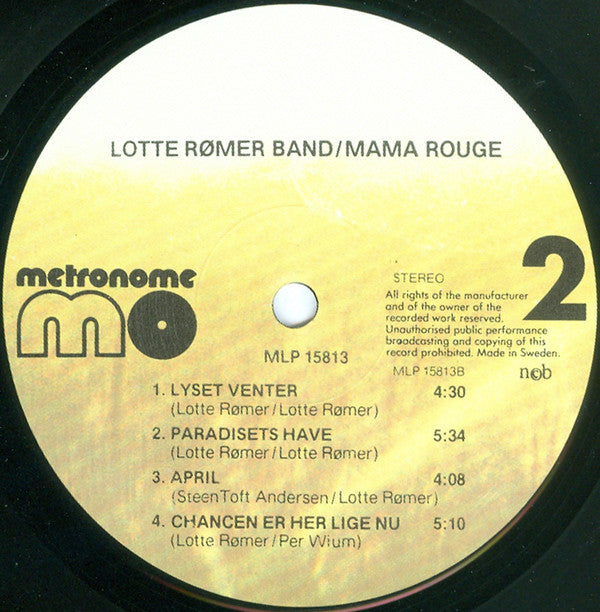 LOTTE RØMER BAND/MAMA ROUGE
metronome
mo
2
STEREO
All rights of the manufacturer
and of the owner of the
recorded work reserved.
Unauthorised public performance
broadcasting and copying of this
record prohibited. Made in Sweden.
MLP 15813
MLP 15813B
ncb
1. LYSET VENTER 4:30
(Lotte Rømer/Lotte Rømer)
2. PARADISETS HAVE 5:34
(Lotte Rømer/Lotte Rømer)
3. APRIL 4:08
(Steen Toft Andersen/Lotte Rømer)
4. CHANCEN ER HER LIGE NU 5:10
(Lotte Rømer/Per Wium)